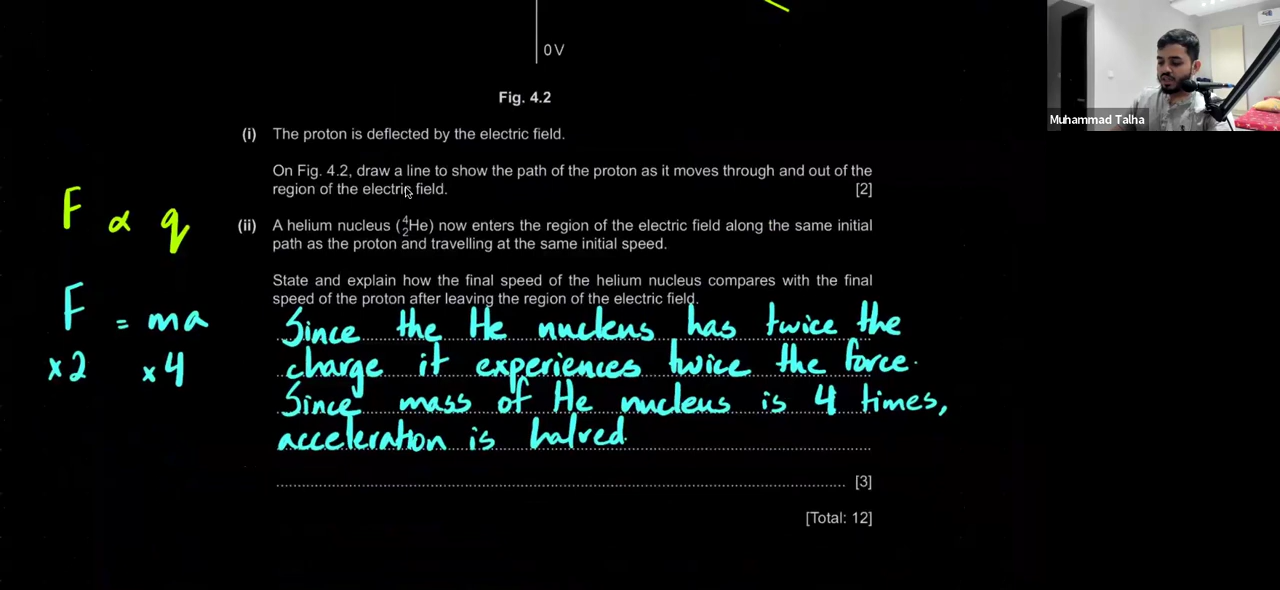 0 V
Fig. 4.2
Muhammad Talha
(i) The proton is deflected by the electric field.
On Fig. 4.2, draw a line to show the path of the proton as it moves through and out of the
region of the electric field. [2]
(ii) A helium nucleus (⁴₂He) now enters the region of the electric field along the same initial
path as the proton and travelling at the same initial speed.
State and explain how the final speed of the helium nucleus compares with the final
speed of the proton after leaving the region of the electric field.
F ∝ q
F = ma
×2 ×4
Since the He nucleus has twice the
charge it experiences twice the force.
Since mass of He nucleus is 4 times,
acceleration is halved.
[3]
[Total: 12]